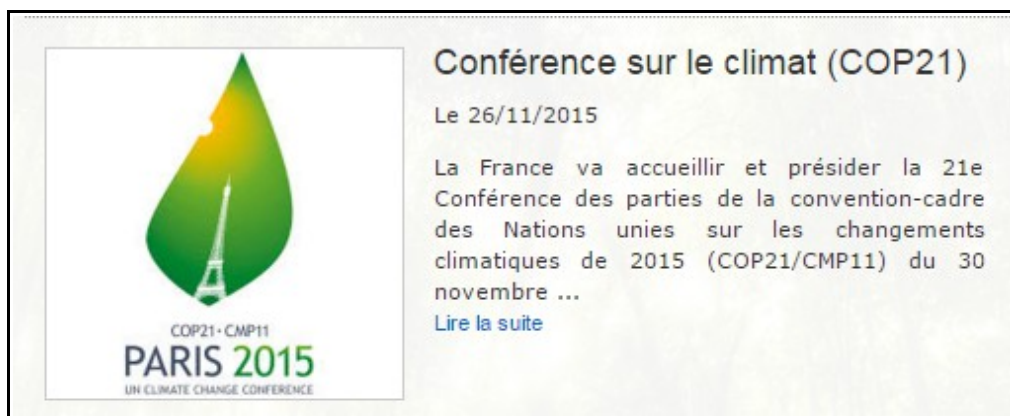 COP21·CMP11
PARIS 2015
UN CLIMATE CHANGE CONFERENCE
Conférence sur le climat (COP21)
Le 26/11/2015
La France va accueillir et présider la 21e
Conférence des parties de la convention-cadre
des Nations unies sur les changements
climatiques de 2015 (COP21/CMP11) du 30
novembre ...
Lire la suite